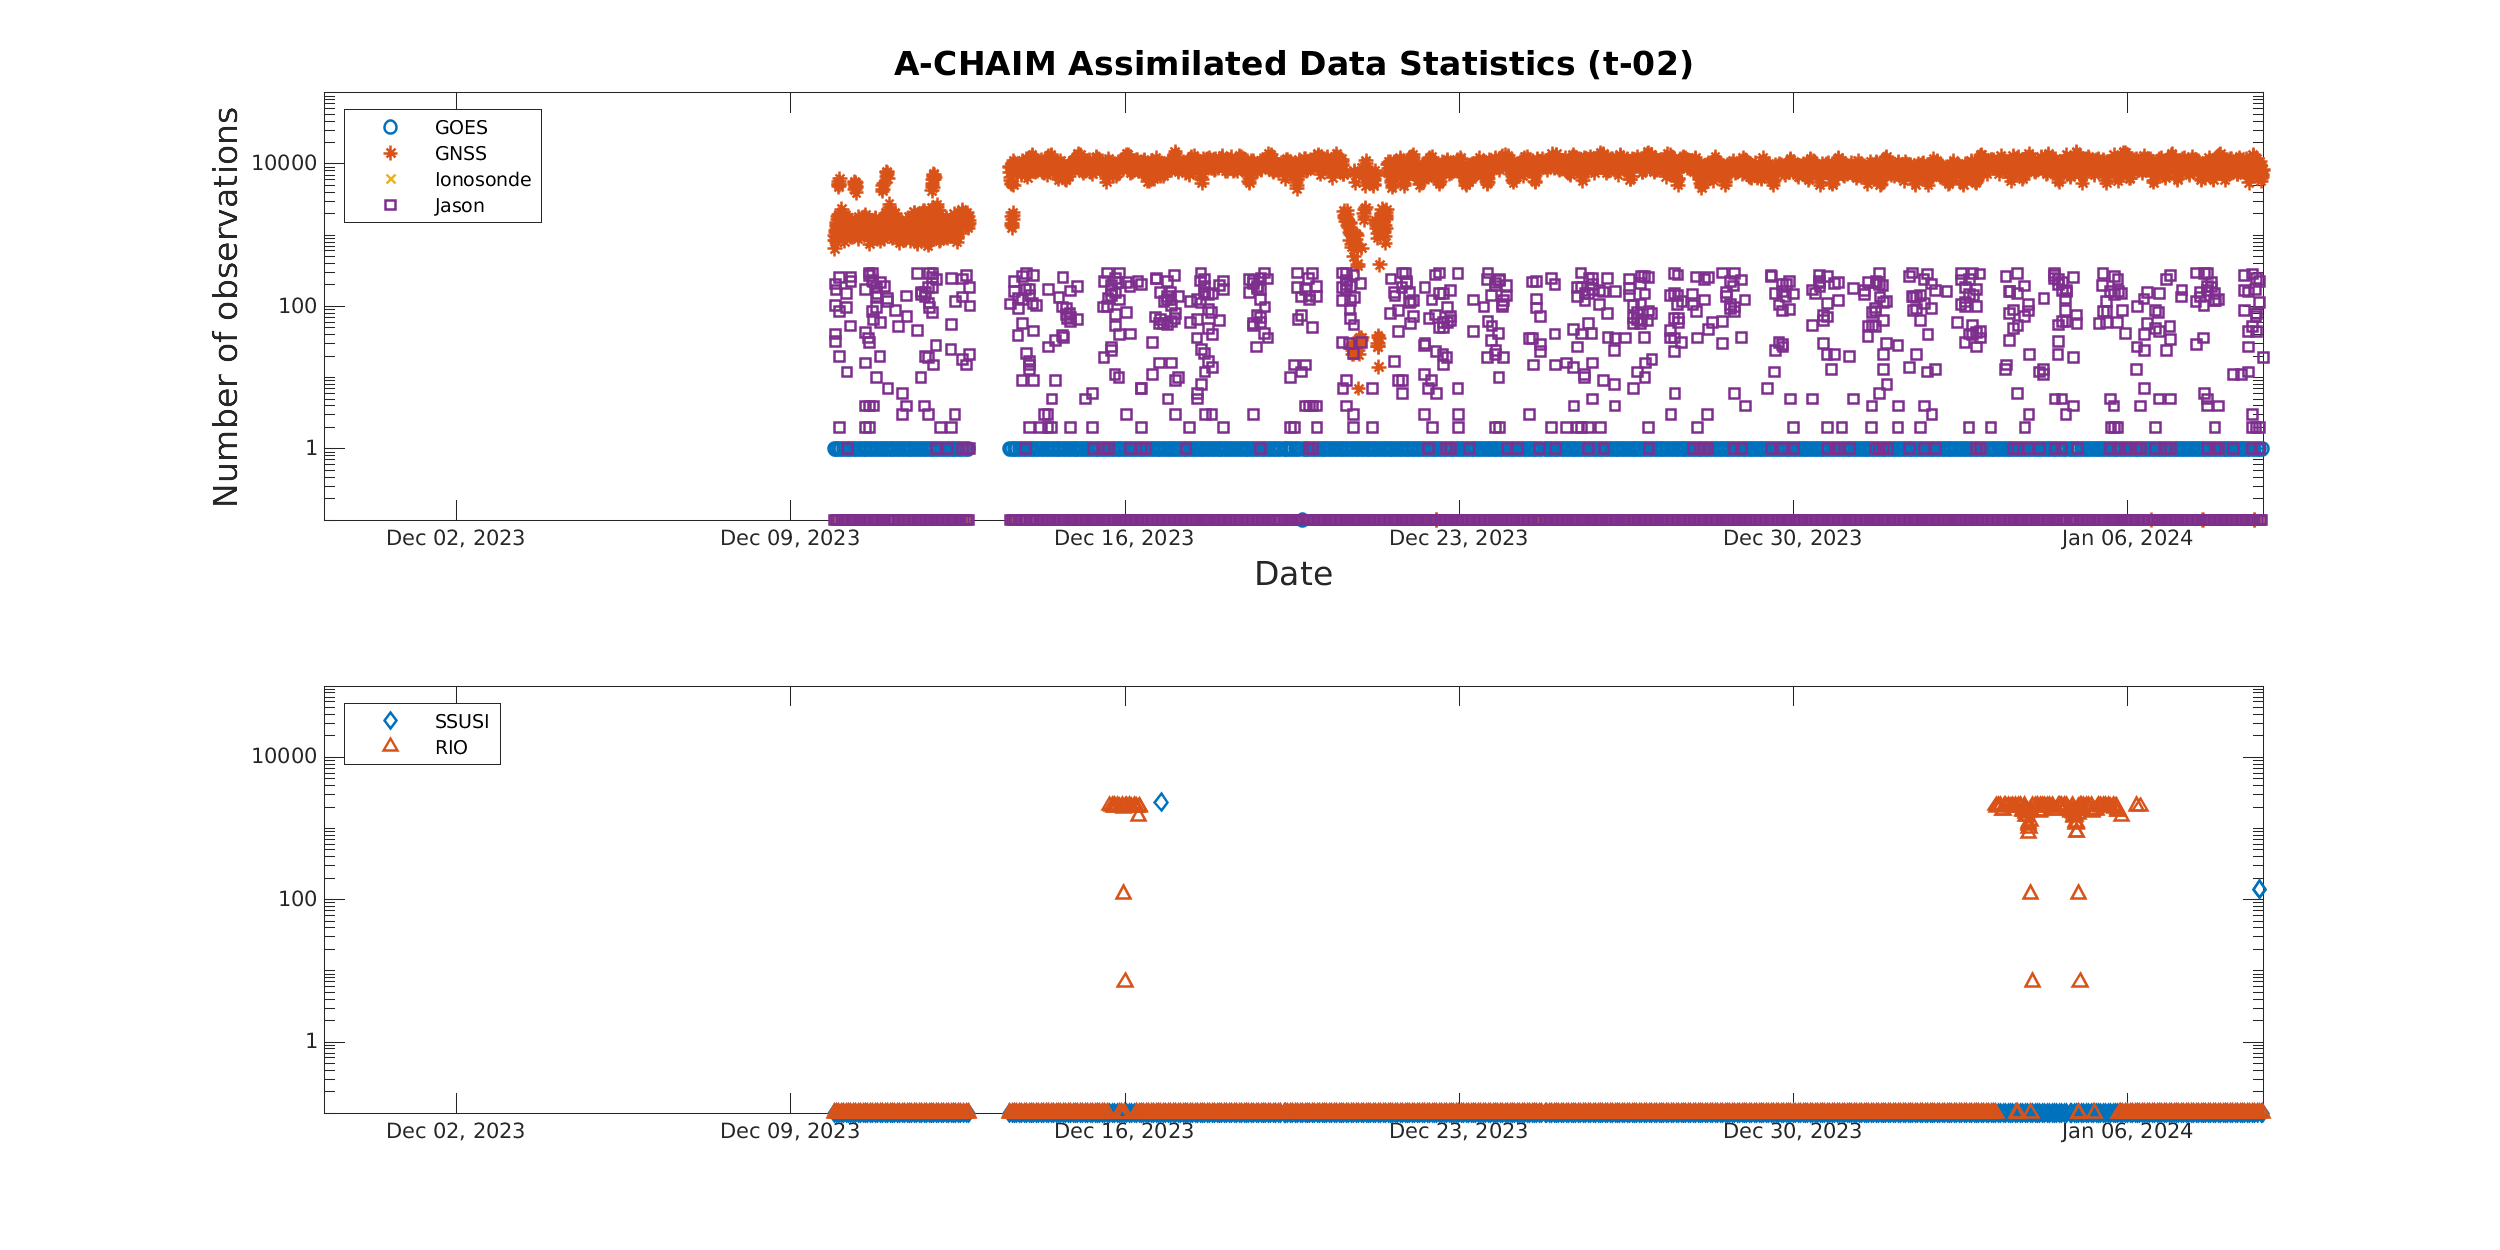 A-CHAIM Assimilated Data Statistics (t-02)
Number of observations
10000
100
1
GOES
GNSS
Ionosonde
Jason
Dec 02, 2023
Dec 09, 2023
Dec 16, 2023
Dec 23, 2023
Dec 30, 2023
Jan 06, 2024
Date
10000
100
1
SSUSI
RIO
Dec 02, 2023
Dec 09, 2023
Dec 16, 2023
Dec 23, 2023
Dec 30, 2023
Jan 06, 2024